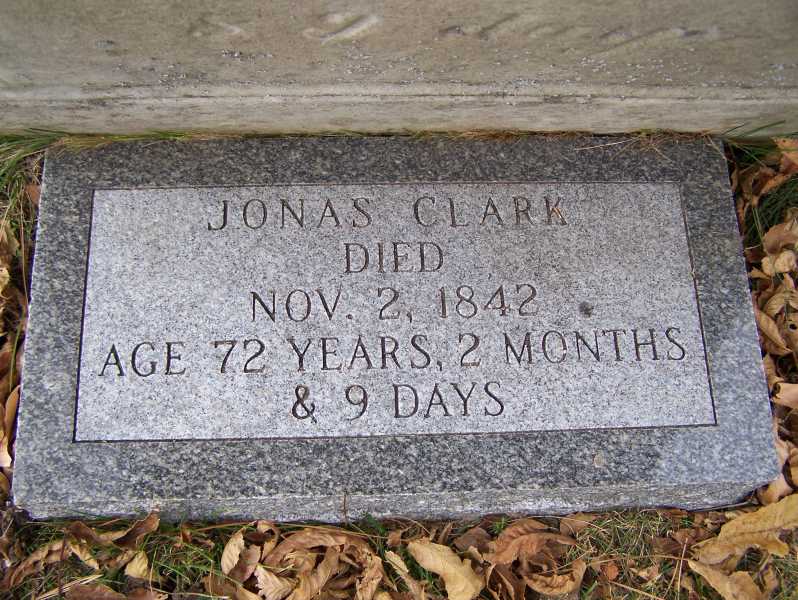 JONAS CLARK
DIED
NOV. 2, 1842
AGE 72 YEARS, 2 MONTHS
& 9 DAYS